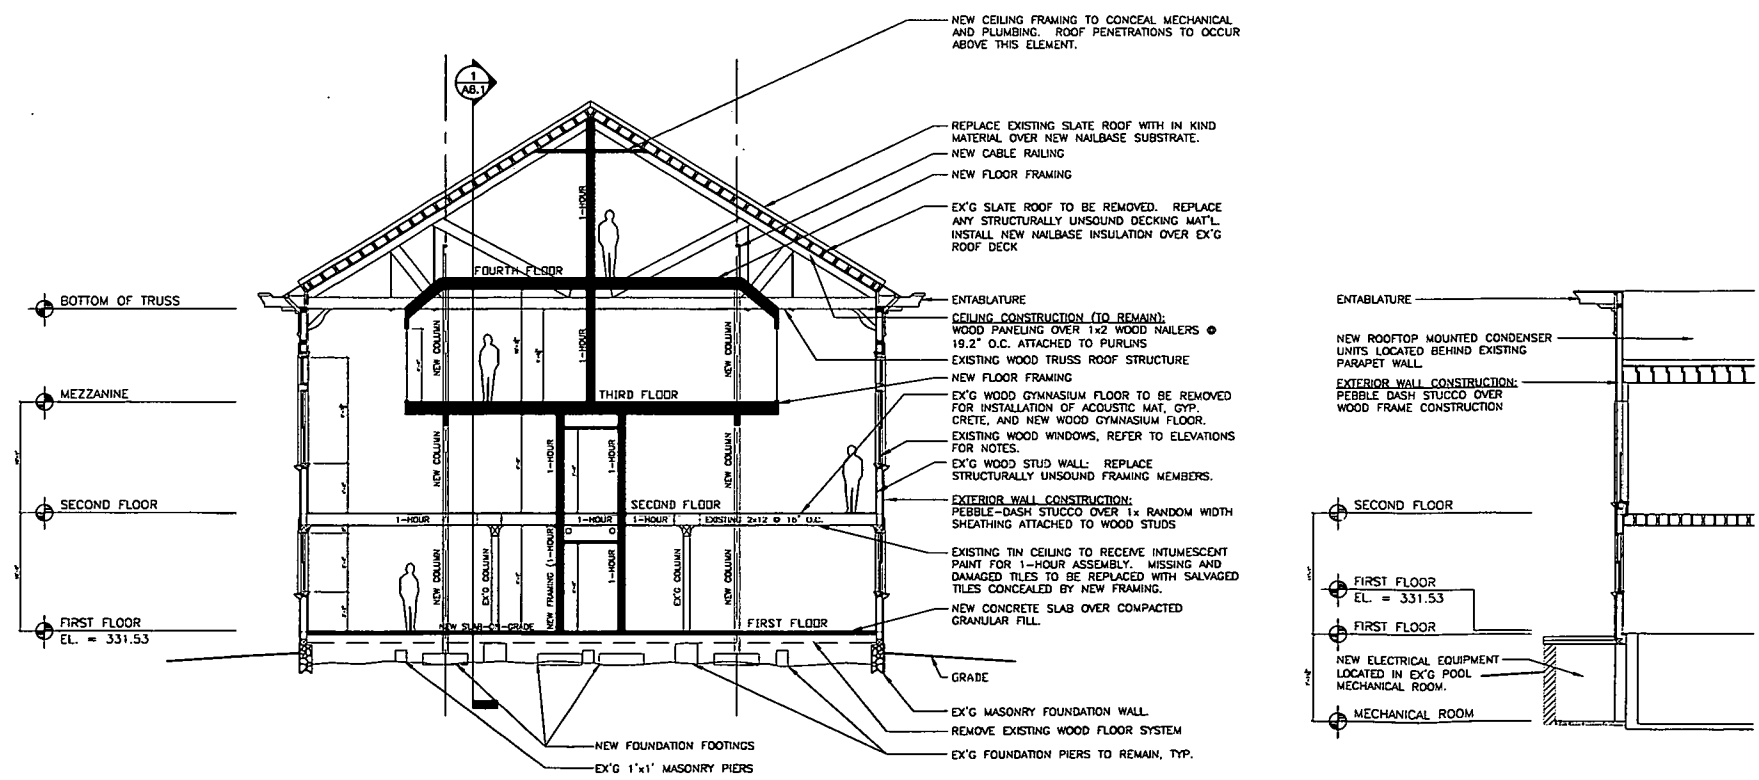 NEW CEILING FRAMING TO CONCEAL MECHANICAL
AND PLUMBING. ROOF PENETRATIONS TO OCCUR
ABOVE THIS ELEMENT.
1
A6.1
REPLACE EXISTING SLATE ROOF WITH IN KIND
MATERIAL OVER NEW NAILBASE SUBSTRATE.
NEW CABLE RAILING
NEW FLOOR FRAMING
EX'G SLATE ROOF TO BE REMOVED. REPLACE
ANY STRUCTURALLY UNSOUND DECKING MAT'L.
INSTALL NEW NAILBASE INSULATION OVER EX'G
ROOF DECK
ENTABLATURE
CEILING CONSTRUCTION (TO REMAIN):
WOOD PANELING OVER 1x2 WOOD NAILERS @
19.2" O.C. ATTACHED TO PURLINS
EXISTING WOOD TRUSS ROOF STRUCTURE
NEW FLOOR FRAMING
EX'G WOOD GYMNASIUM FLOOR TO BE REMOVED
FOR INSTALLATION OF ACOUSTIC MAT, GYP.
CRETE, AND NEW WOOD GYMNASIUM FLOOR.
EXISTING WOOD WINDOWS, REFER TO ELEVATIONS
FOR NOTES.
EX'G WOOD STUD WALL: REPLACE
STRUCTURALLY UNSOUND FRAMING MEMBERS.
EXTERIOR WALL CONSTRUCTION:
PEBBLE-DASH STUCCO OVER 1x RANDOM WIDTH
SHEATHING ATTACHED TO WOOD STUDS
EXISTING TIN CEILING TO RECEIVE INTUMESCENT
PAINT FOR 1-HOUR ASSEMBLY. MISSING AND
DAMAGED TILES TO BE REPLACED WITH SALVAGED
TILES CONCEALED BY NEW FRAMING.
NEW CONCRETE SLAB OVER COMPACTED
GRANULAR FILL.
GRADE
EX'G MASONRY FOUNDATION WALL
REMOVE EXISTING WOOD FLOOR SYSTEM
EX'G FOUNDATION PIERS TO REMAIN, TYP.
NEW FOUNDATION FOOTINGS
EX'G 1'x1' MASONRY PIERS
BOTTOM OF TRUSS
MEZZANINE
SECOND FLOOR
FIRST FLOOR
EL. = 331.53
1-HOUR
FOURTH FLOOR
NEW COLUMN
1-HOUR
NEW COLUMN
THIRD FLOOR
NEW COLUMN
1-HOUR
1-HOUR
NEW COLUMN
SECOND FLOOR
1-HOUR
1-HOUR
1-HOUR
EXISTING 2x12 @ 16" O.C.
NEW COLUMN
EX'G COLUMN
NEW FRAMING (1-HOUR)
1-HOUR
EX'G COLUMN
NEW COLUMN
NEW SLAB-ON-GRADE
FIRST FLOOR
ENTABLATURE
NEW ROOFTOP MOUNTED CONDENSER
UNITS LOCATED BEHIND EXISTING
PARAPET WALL
EXTERIOR WALL CONSTRUCTION:
PEBBLE DASH STUCCO OVER
WOOD FRAME CONSTRUCTION
SECOND FLOOR
FIRST FLOOR
EL. = 331.53
FIRST FLOOR
NEW ELECTRICAL EQUIPMENT
LOCATED IN EX'G POOL
MECHANICAL ROOM.
MECHANICAL ROOM